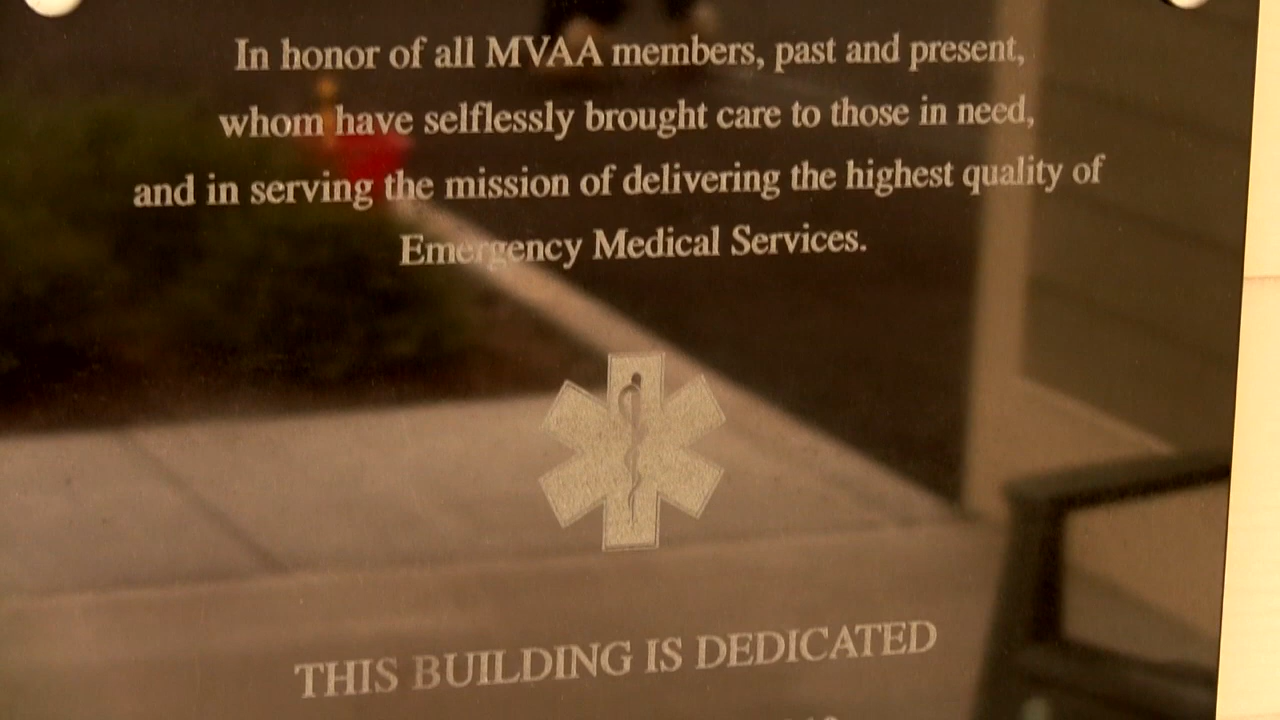 In honor of all MVAA members, past and present,
whom have selflessly brought care to those in need,
and in serving the mission of delivering the highest quality of
Emergency Medical Services.
THIS BUILDING IS DEDICATED